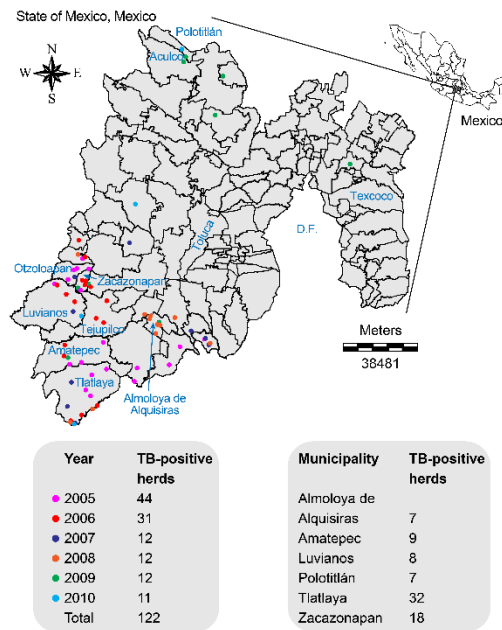 State of Mexico, Mexico
Polotitlán
Aculco
N
W E
S
Mexico
Texcoco
D.F.
Toluca
Otzoloapan
Zacazonapan
Luvianos
Tejupilco
Amatepec
Tlatlaya
Almoloya de
Alquisiras
Meters
38481
Year TB-positive
herds
2005 44
2006 31
2007 12
2008 12
2009 12
2010 11
Total 122
Municipality TB-positive
herds
Almoloya de
Alquisiras 7
Amatepec 9
Luvianos 8
Polotitlán 7
Tlatlaya 32
Zacazonapan 18